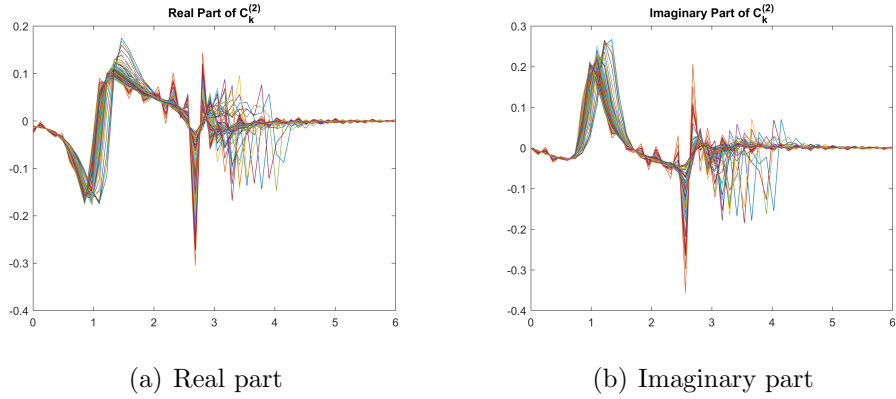 Real Part of C_k^(2)
0.2
0.1
0
-0.1
-0.2
-0.3
-0.4
0 1 2 3 4 5 6
(a) Real part
Imaginary Part of C_k^(2)
0.3
0.2
0.1
0
-0.1
-0.2
-0.3
-0.4
0 1 2 3 4 5 6
(b) Imaginary part